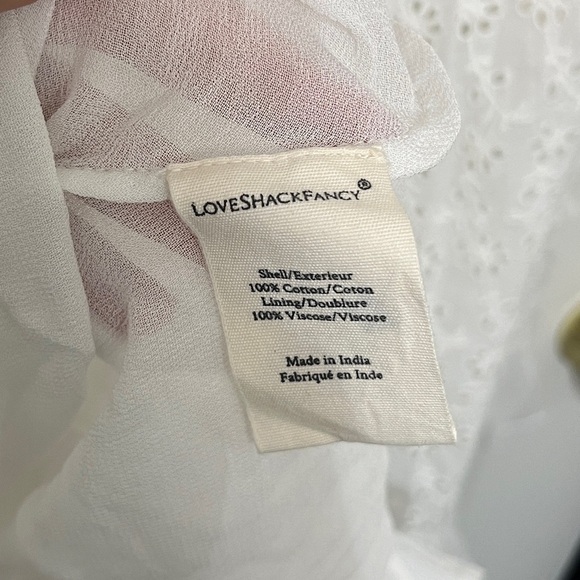 LOVESHACKFANCY®
Shell/Exterieur
100% Cotton/Coton
Lining/Doublure
100% Viscose/Viscose
Made in India
Fabriqué en Inde